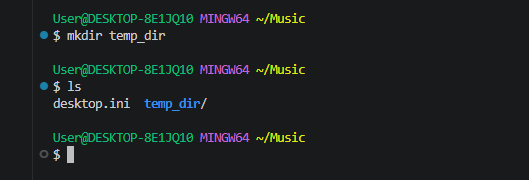 User@DESKTOP-8E1JQ10 MINGW64 ~/Music
$ mkdir temp_dir
User@DESKTOP-8E1JQ10 MINGW64 ~/Music
$ ls
desktop.ini  temp_dir/
User@DESKTOP-8E1JQ10 MINGW64 ~/Music
$